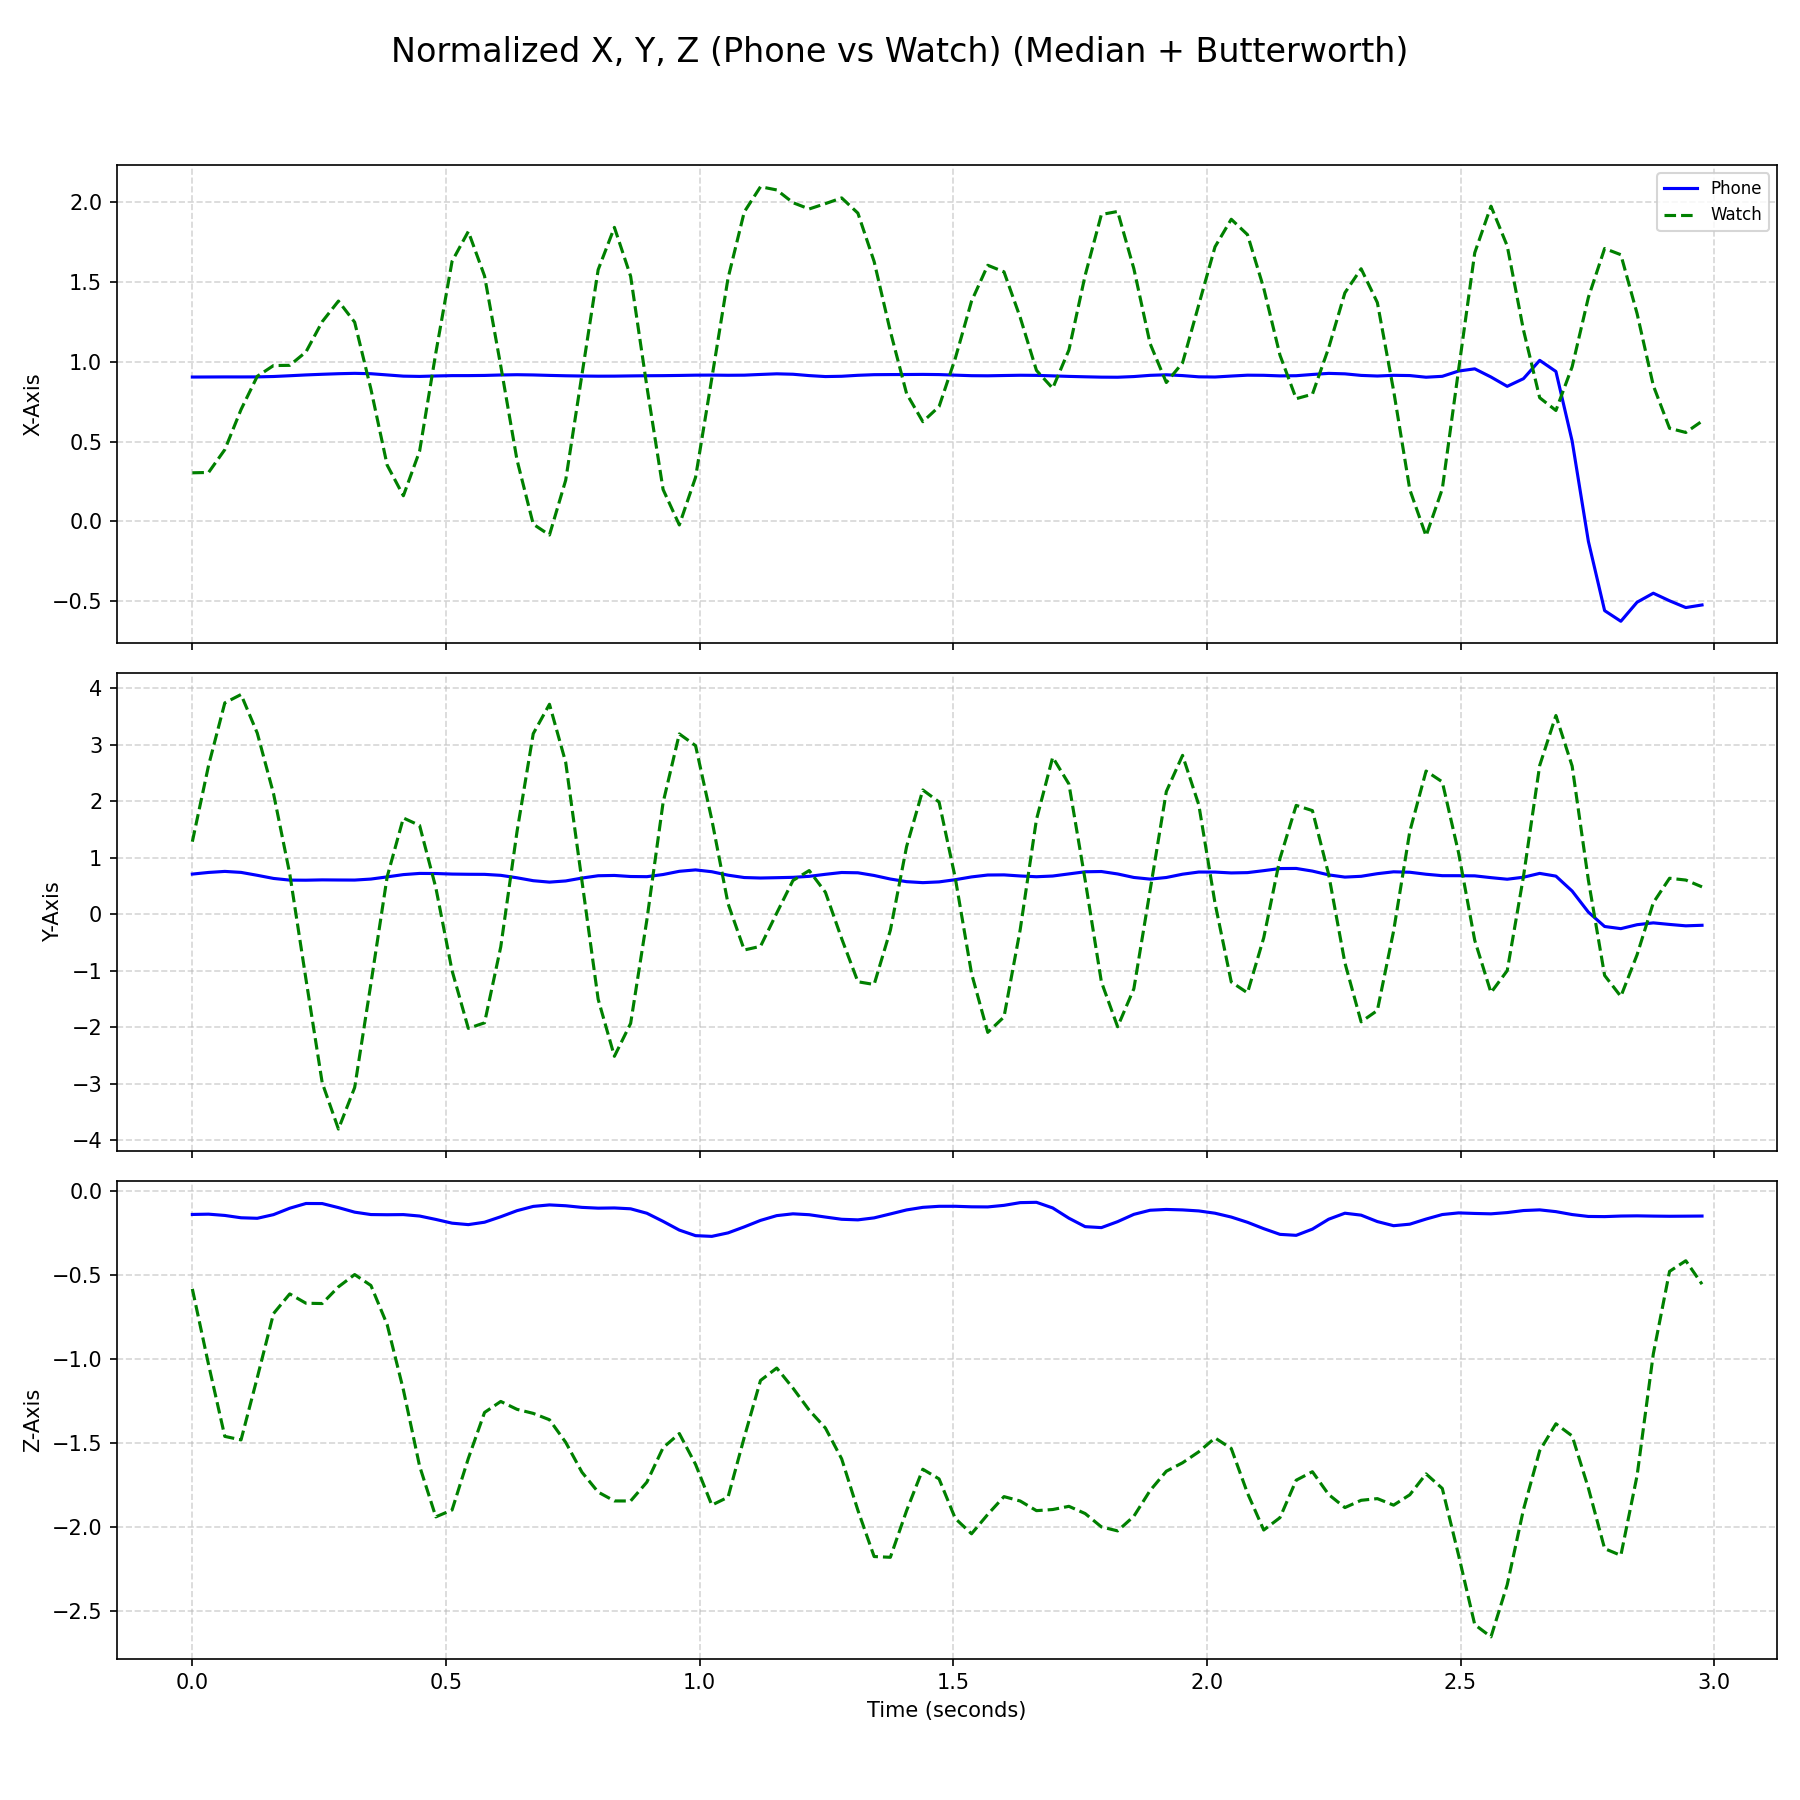 Normalized X, Y, Z (Phone vs Watch) (Median + Butterworth)
Phone
Watch
X-Axis
2.0
1.5
1.0
0.5
0.0
−0.5
Y-Axis
4
3
2
1
0
−1
−2
−3
−4
Z-Axis
0.0
−0.5
−1.0
−1.5
−2.0
−2.5
0.0 0.5 1.0 1.5 2.0 2.5 3.0
Time (seconds)